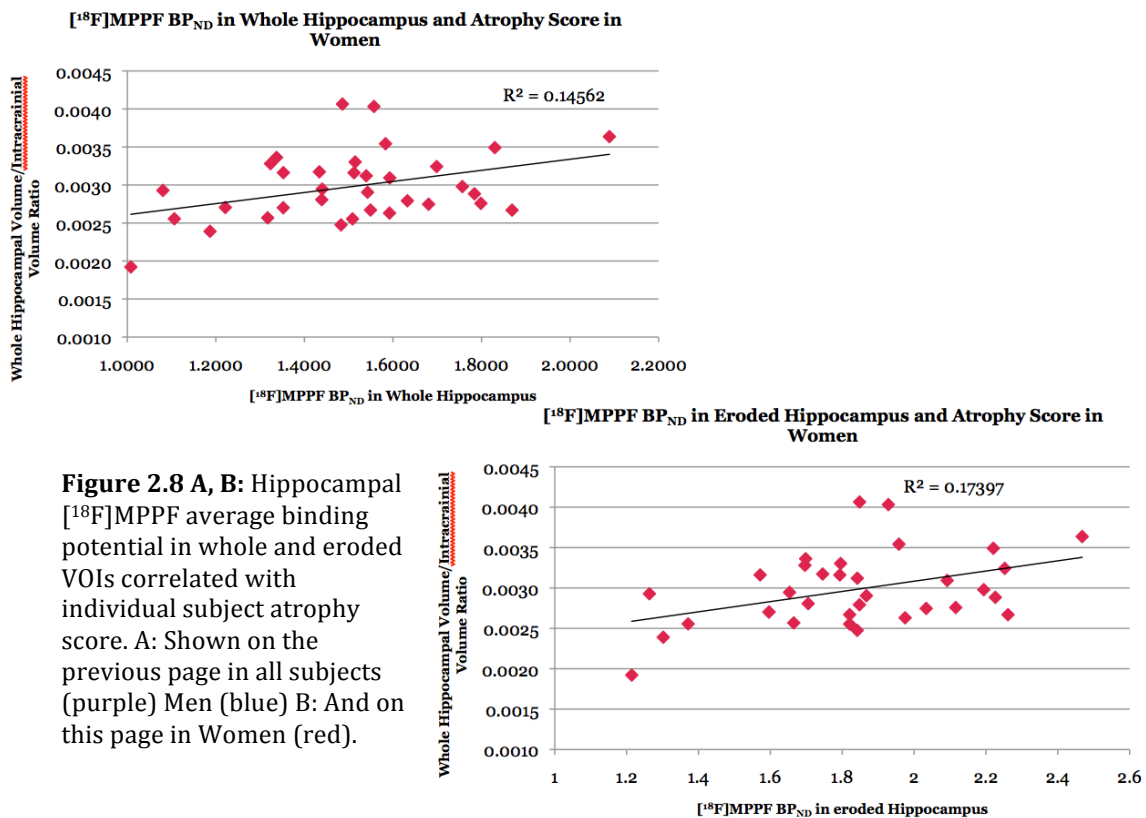 [¹⁸F]MPPF BP_ND in Whole Hippocampus and Atrophy Score in
Women
Whole Hippocampal Volume/Intracrainial
Volume Ratio
0.0045
0.0040
0.0035
0.0030
0.0025
0.0020
0.0015
0.0010
R² = 0.14562
1.0000 1.2000 1.4000 1.6000 1.8000 2.0000 2.2000
[¹⁸F]MPPF BP_ND in Whole Hippocampus
[¹⁸F]MPPF BP_ND in Eroded Hippocampus and Atrophy Score in
Women
Whole Hippocampal Volume/Intracrainial
Volume Ratio
0.0045
0.0040
0.0035
0.0030
0.0025
0.0020
0.0015
0.0010
R² = 0.17397
1 1.2 1.4 1.6 1.8 2 2.2 2.4 2.6
[¹⁸F]MPPF BP_ND in eroded Hippocampus
Figure 2.8 A, B: Hippocampal
[¹⁸F]MPPF average binding
potential in whole and eroded
VOIs correlated with
individual subject atrophy
score. A: Shown on the
previous page in all subjects
(purple) Men (blue) B: And on
this page in Women (red).